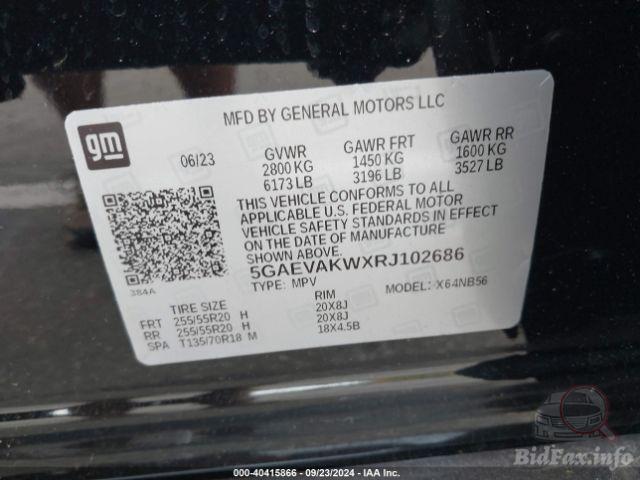 MFD BY GENERAL MOTORS LLC
gm
06/23
GVWR GAWR FRT GAWR RR
2800 KG 1450 KG 1600 KG
6173 LB 3196 LB 3527 LB
THIS VEHICLE CONFORMS TO ALL
APPLICABLE U.S. FEDERAL MOTOR
VEHICLE SAFETY STANDARDS IN EFFECT
ON THE DATE OF MANUFACTURE
5GAEVAKWXRJ102686
TYPE: MPV MODEL: X64NB56
384A
TIRE SIZE RIM
FRT 255/55R20 H 20X8J
RR 255/55R20 H 20X8J
SPA T135/70R18 M 18X4.5B
BidFax.info
000-40415866 - 09/23/2024 - IAA Inc.